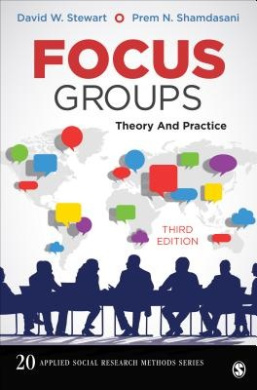 David W. Stewart Prem N. Shamdasani
FOCUS
GROUPS
Theory And Practice
THIRD
EDITION
20 APPLIED SOCIAL RESEARCH METHODS SERIES
S